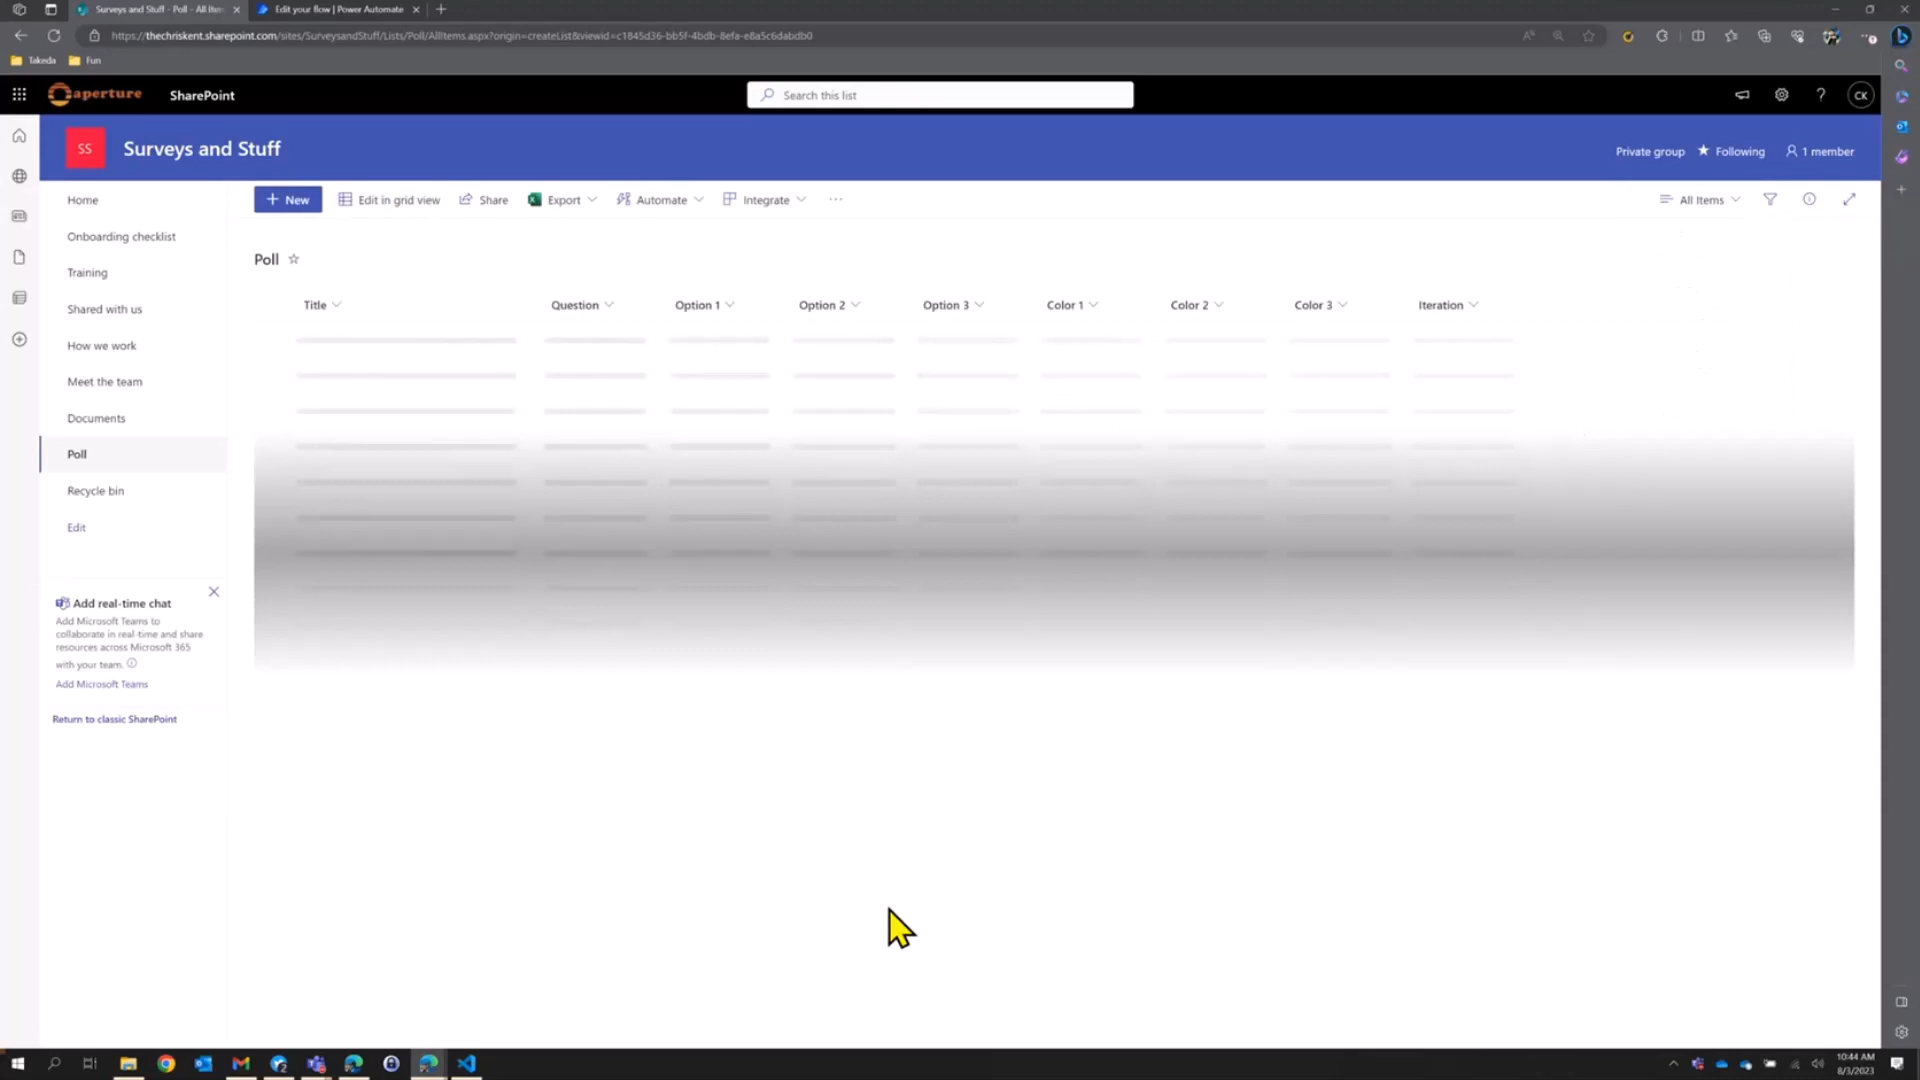 Surveys and Stuff - Poll - All Item
Edit your flow | Power Automate
https://thechriskent.sharepoint.com/sites/SurveysandStuff/Lists/Poll/AllItems.aspx?origin=createList&viewid=c1845d36-bb5f-4bdb-8efa-e8a5c6dabdb0
Takeda
Fun
aperture
SharePoint
Search this list
CK
SS
Surveys and Stuff
Private group
Following
1 member
Home
Onboarding checklist
Training
Shared with us
How we work
Meet the team
Documents
Poll
Recycle bin
Edit
New
Edit in grid view
Share
Export
Automate
Integrate
All Items
Poll
Title
Question
Option 1
Option 2
Option 3
Color 1
Color 2
Color 3
Iteration
Add real-time chat
Add Microsoft Teams to
collaborate in real-time and share
resources across Microsoft 365
with your team.
Add Microsoft Teams
Return to classic SharePoint
10:44 AM
8/3/2023